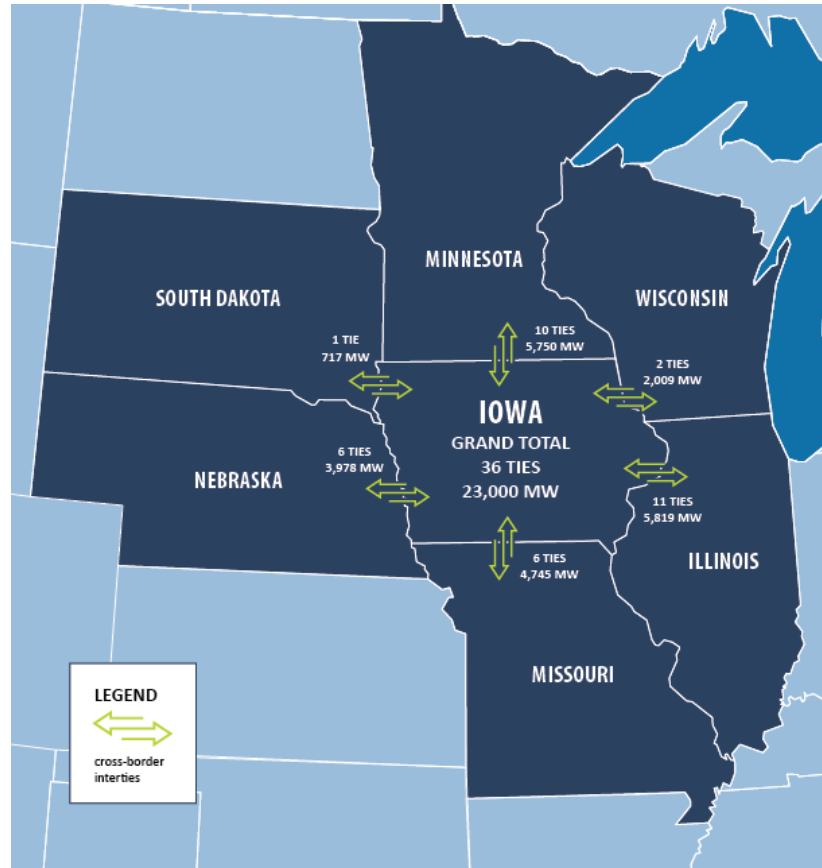 MINNESOTA
SOUTH DAKOTA
WISCONSIN
1 TIE
717 MW
10 TIES
5,750 MW
2 TIES
2,009 MW
IOWA
GRAND TOTAL
36 TIES
23,000 MW
6 TIES
3,978 MW
NEBRASKA
11 TIES
5,819 MW
6 TIES
4,745 MW
ILLINOIS
MISSOURI
LEGEND
cross-border
interties